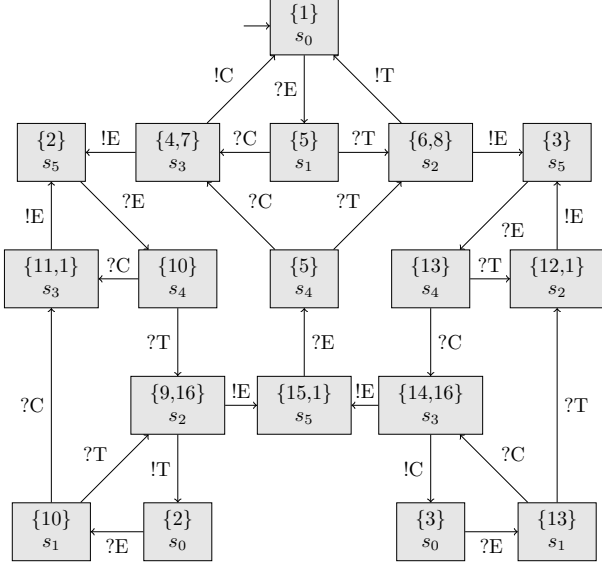 {1}
s0
!C
?E
!T
{2}
s5
!E
{4,7}
s3
?C
{5}
s1
?T
{6,8}
s2
!E
{3}
s5
!E
?E
?C
?T
?E
!E
{11,1}
s3
?C
{10}
s4
{5}
s4
{13}
s4
?T
{12,1}
s2
?T
?E
?C
?C
{9,16}
s2
!E
{15,1}
s5
!E
{14,16}
s3
?T
?T
!T
!C
?C
{10}
s1
?E
{2}
s0
{3}
s0
?E
{13}
s1